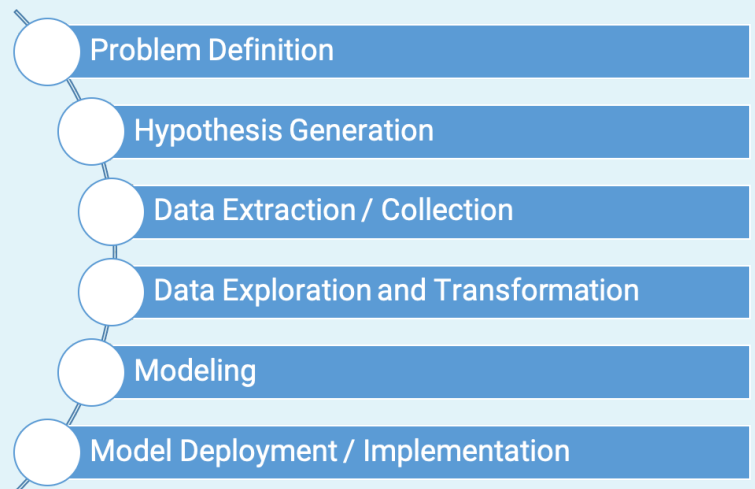 Problem Definition
Hypothesis Generation
Data Extraction / Collection
Data Exploration and Transformation
Modeling
Model Deployment / Implementation